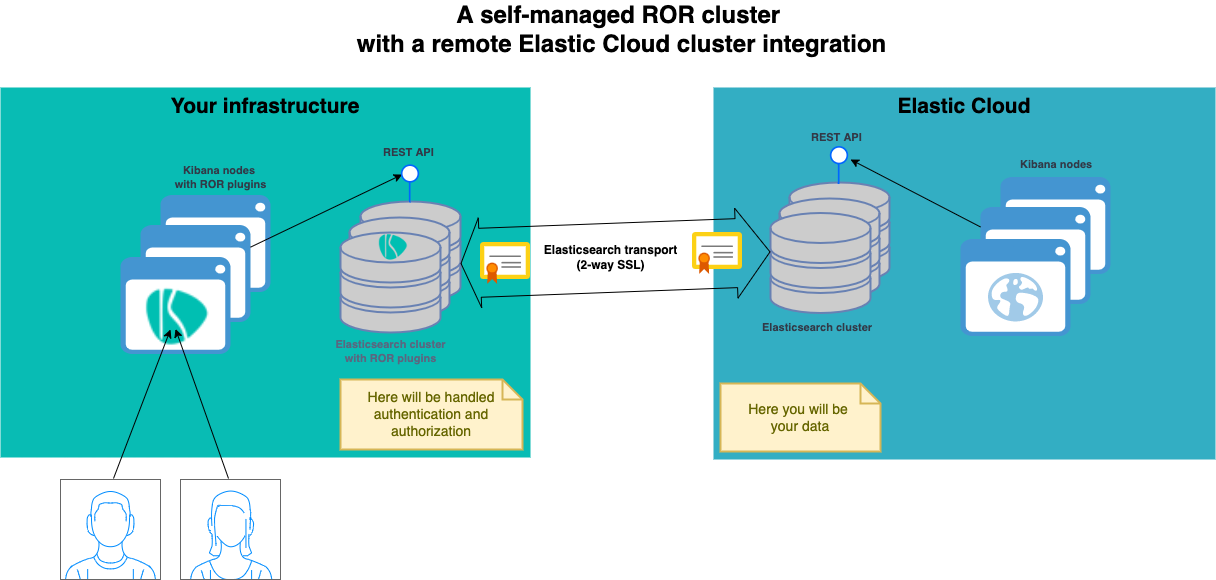 A self-managed ROR cluster
with a remote Elastic Cloud cluster integration
Your infrastructure
Kibana nodes
with ROR plugins
REST API
Elasticsearch cluster
with ROR plugins
Here will be handled
authentication and
authorization
Elasticsearch transport
(2-way SSL)
Elastic Cloud
REST API
Kibana nodes
Elasticsearch cluster
Here you will be
your data